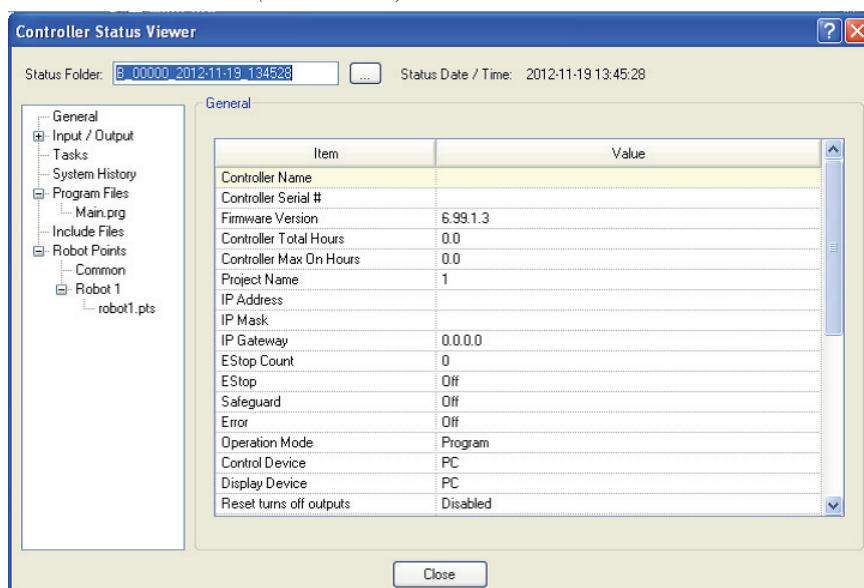 Controller Status Viewer
Status Folder: B_00000_2012-11-19_134528 ... Status Date / Time: 2012-11-19 13:45:28
General
Input / Output
Tasks
System History
Program Files
Main.prg
Include Files
Robot Points
Common
Robot 1
robot1.pts
General
Item Value
Controller Name
Controller Serial #
Firmware Version 6.99.1.3
Controller Total Hours 0.0
Controller Max On Hours 0.0
Project Name 1
IP Address
IP Mask
IP Gateway 0.0.0.0
EStop Count 0
EStop Off
Safeguard Off
Error Off
Operation Mode Program
Control Device PC
Display Device PC
Reset turns off outputs Disabled
Close